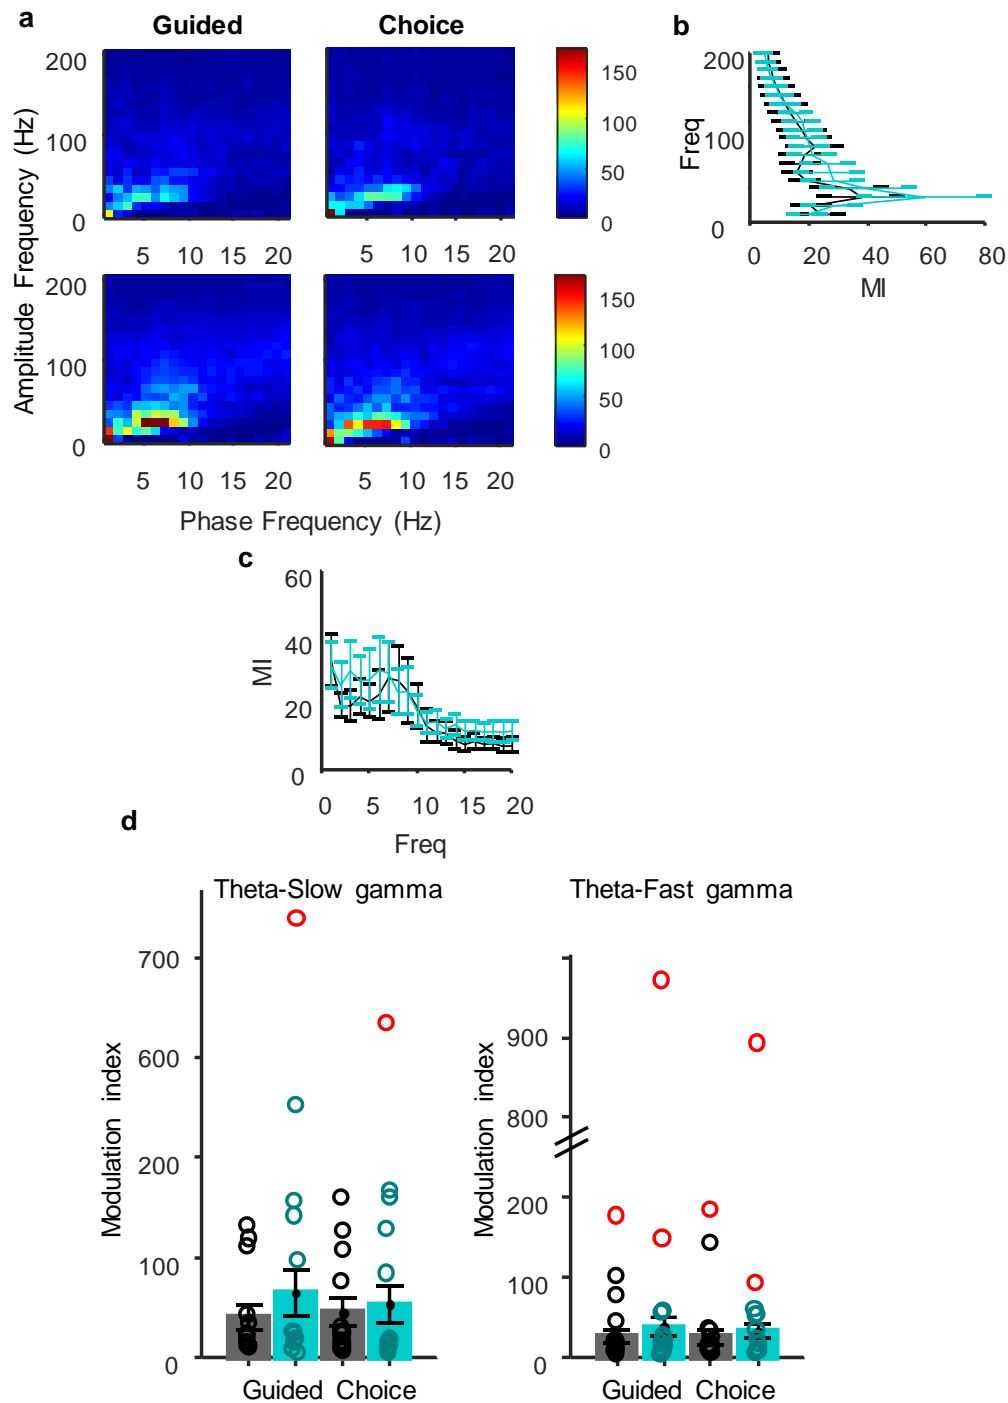 a
Guided
Choice
b
200
100
0
Amplitude Frequency (Hz)
5
10
15
20
5
10
15
20
150
100
50
0
200
100
0
Freq
0
20
40
60
80
MI
200
100
0
5
10
15
20
5
10
15
20
150
100
50
0
Phase Frequency (Hz)
c
60
40
20
0
MI
0
5
10
15
20
Freq
d
Theta-Slow gamma
Theta-Fast gamma
700
600
200
100
0
Modulation index
Guided
Choice
900
800
200
100
0
Modulation index
Guided
Choice